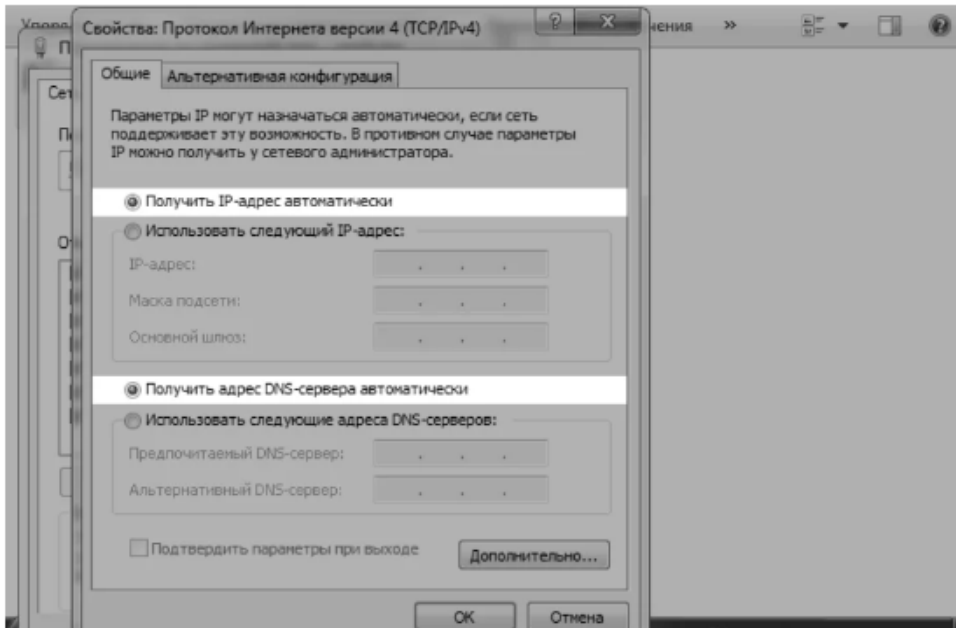 Свойства: Протокол Интернета версии 4 (TCP/IPv4)
Общие
Альтернативная конфигурация
Параметры IP могут назначаться автоматически, если сеть
поддерживает эту возможность. В противном случае параметры
IP можно получить у сетевого администратора.
Получить IP-адрес автоматически
Использовать следующий IP-адрес:
IP-адрес:
Маска подсети:
Основной шлюз:
Получить адрес DNS-сервера автоматически
Использовать следующие адреса DNS-серверов:
Предпочитаемый DNS-сервер:
Альтернативный DNS-сервер:
Подтвердить параметры при выходе
Дополнительно...
OK
Отмена